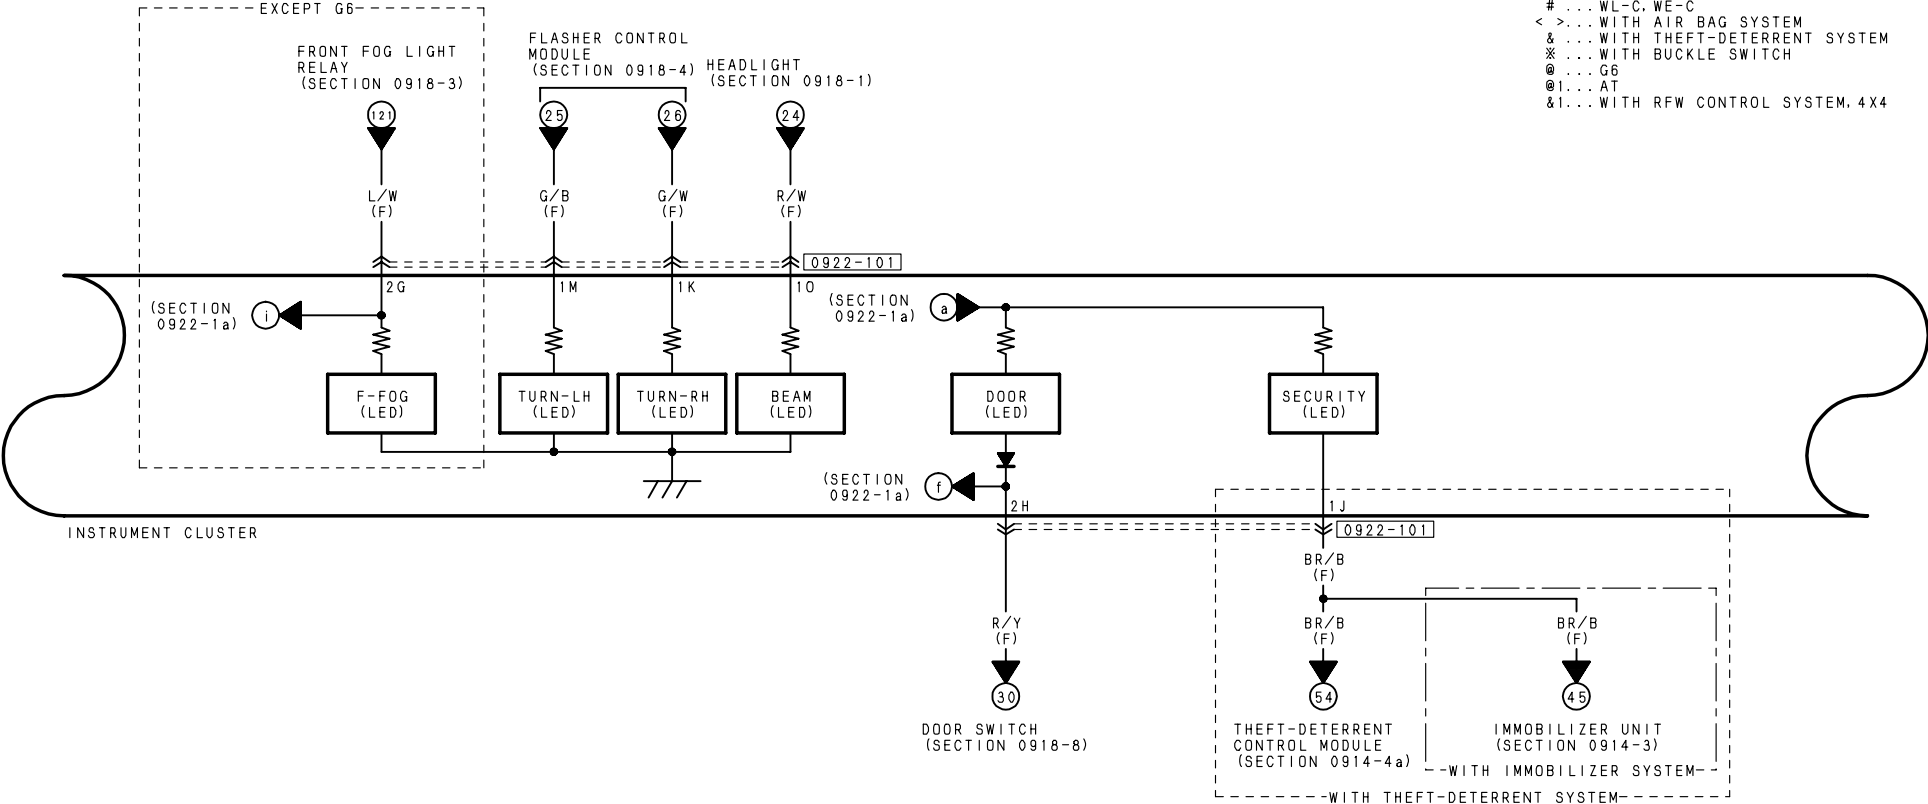 EXCEPT G6
# ... WL-C, WE-C
< >... WITH AIR BAG SYSTEM
& ... WITH THEFT-DETERRENT SYSTEM
※ ... WITH BUCKLE SWITCH
@ ... G6
@1... AT
&1... WITH RFW CONTROL SYSTEM, 4X4
FRONT FOG LIGHT
RELAY
(SECTION 0918-3)
FLASHER CONTROL
MODULE
(SECTION 0918-4)
HEADLIGHT
(SECTION 0918-1)
121
25
26
24
L/W
(F)
G/B
(F)
G/W
(F)
R/W
(F)
0922-101
2G
1M
1K
1O
(SECTION
0922-1a)
i
(SECTION
0922-1a)
a
F-FOG
(LED)
TURN-LH
(LED)
TURN-RH
(LED)
BEAM
(LED)
DOOR
(LED)
SECURITY
(LED)
(SECTION
0922-1a)
f
2H
1J
INSTRUMENT CLUSTER
0922-101
BR/B
(F)
R/Y
(F)
BR/B
(F)
BR/B
(F)
30
54
45
DOOR SWITCH
(SECTION 0918-8)
THEFT-DETERRENT
CONTROL MODULE
(SECTION 0914-4a)
IMMOBILIZER UNIT
(SECTION 0914-3)
WITH IMMOBILIZER SYSTEM
WITH THEFT-DETERRENT SYSTEM